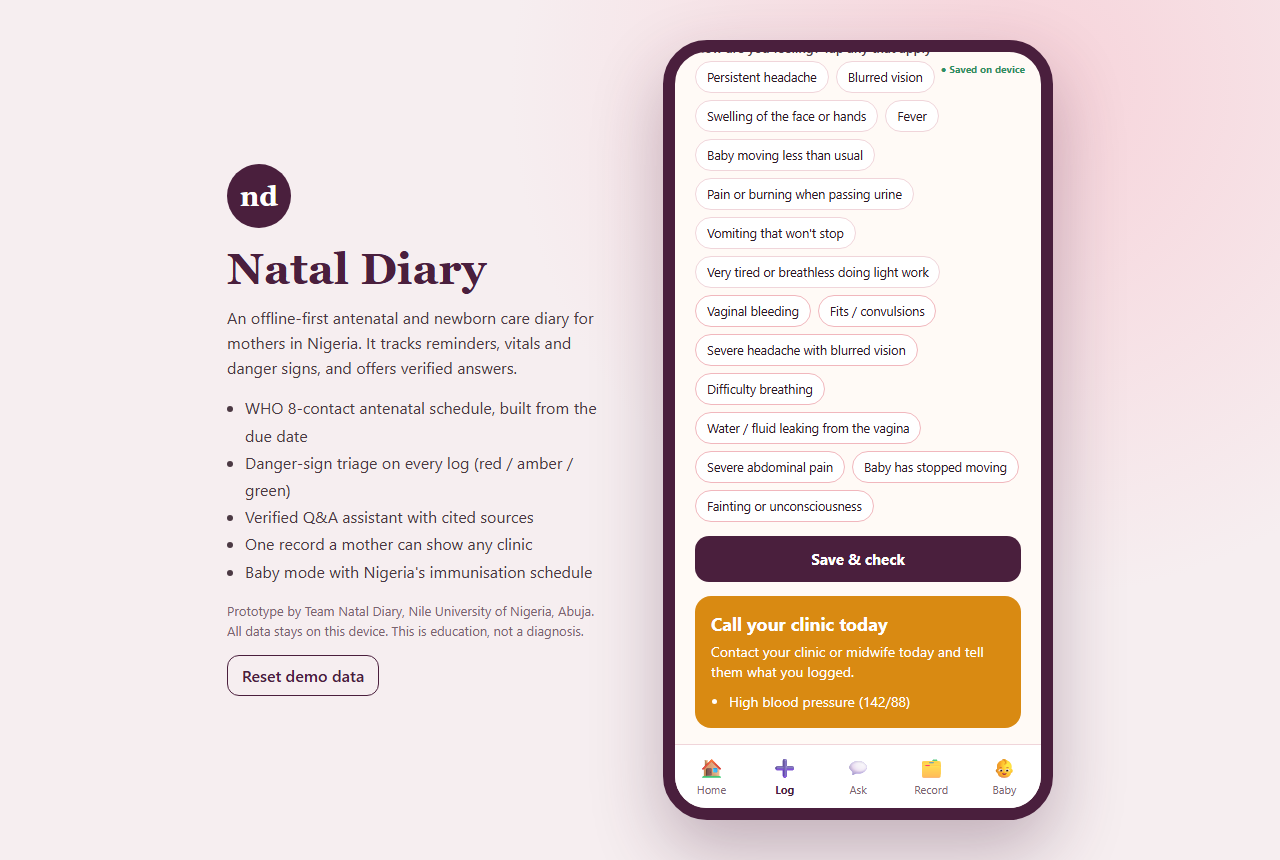 nd
Natal Diary
An offline-first antenatal and newborn care diary for
mothers in Nigeria. It tracks reminders, vitals and
danger signs, and offers verified answers.
WHO 8-contact antenatal schedule, built from the
due date
Danger-sign triage on every log (red / amber /
green)
Verified Q&A assistant with cited sources
One record a mother can show any clinic
Baby mode with Nigeria's immunisation schedule
Prototype by Team Natal Diary, Nile University of Nigeria, Abuja.
All data stays on this device. This is education, not a diagnosis.
Reset demo data
Saved on device
Persistent headache
Blurred vision
Swelling of the face or hands
Fever
Baby moving less than usual
Pain or burning when passing urine
Vomiting that won't stop
Very tired or breathless doing light work
Vaginal bleeding
Fits / convulsions
Severe headache with blurred vision
Difficulty breathing
Water / fluid leaking from the vagina
Severe abdominal pain
Baby has stopped moving
Fainting or unconsciousness
Save & check
Call your clinic today
Contact your clinic or midwife today and tell
them what you logged.
High blood pressure (142/88)
Home
Log
Ask
Record
Baby